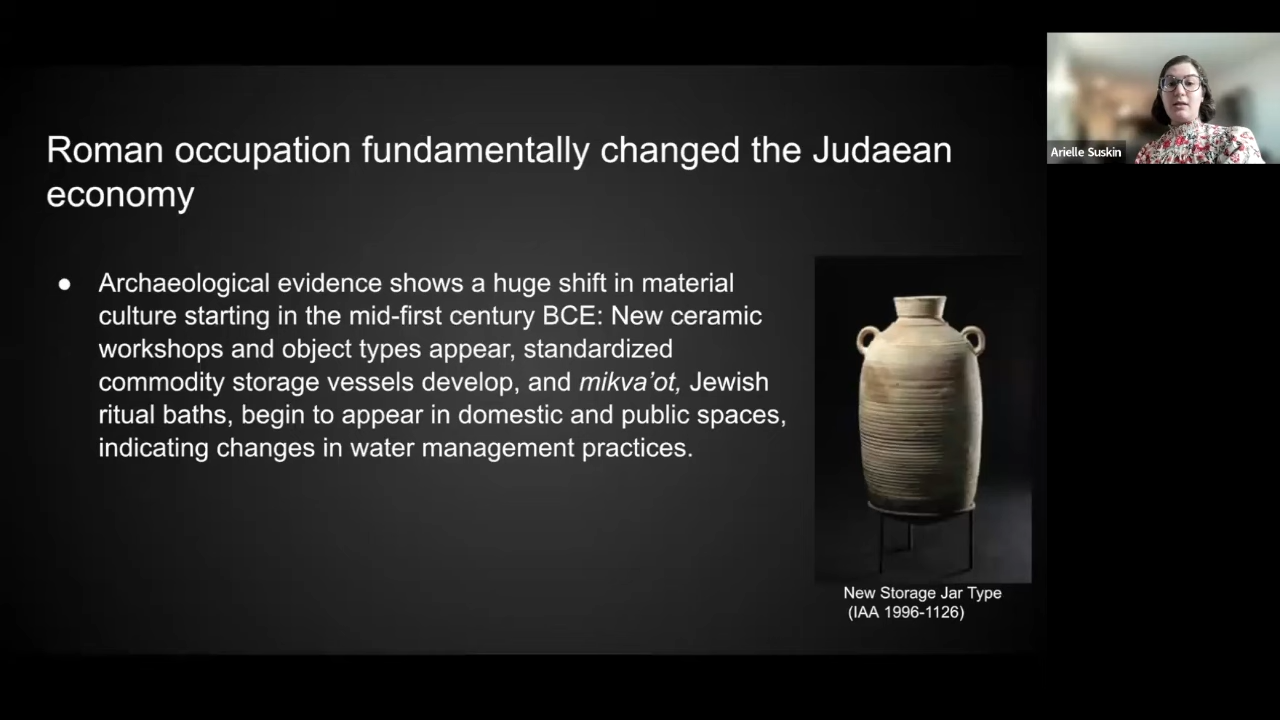 Roman occupation fundamentally changed the Judaean
economy
● Archaeological evidence shows a huge shift in material
culture starting in the mid-first century BCE: New ceramic
workshops and object types appear, standardized
commodity storage vessels develop, and mikva’ot, Jewish
ritual baths, begin to appear in domestic and public spaces,
indicating changes in water management practices.
New Storage Jar Type
(IAA 1996-1126)
Arielle Suskin